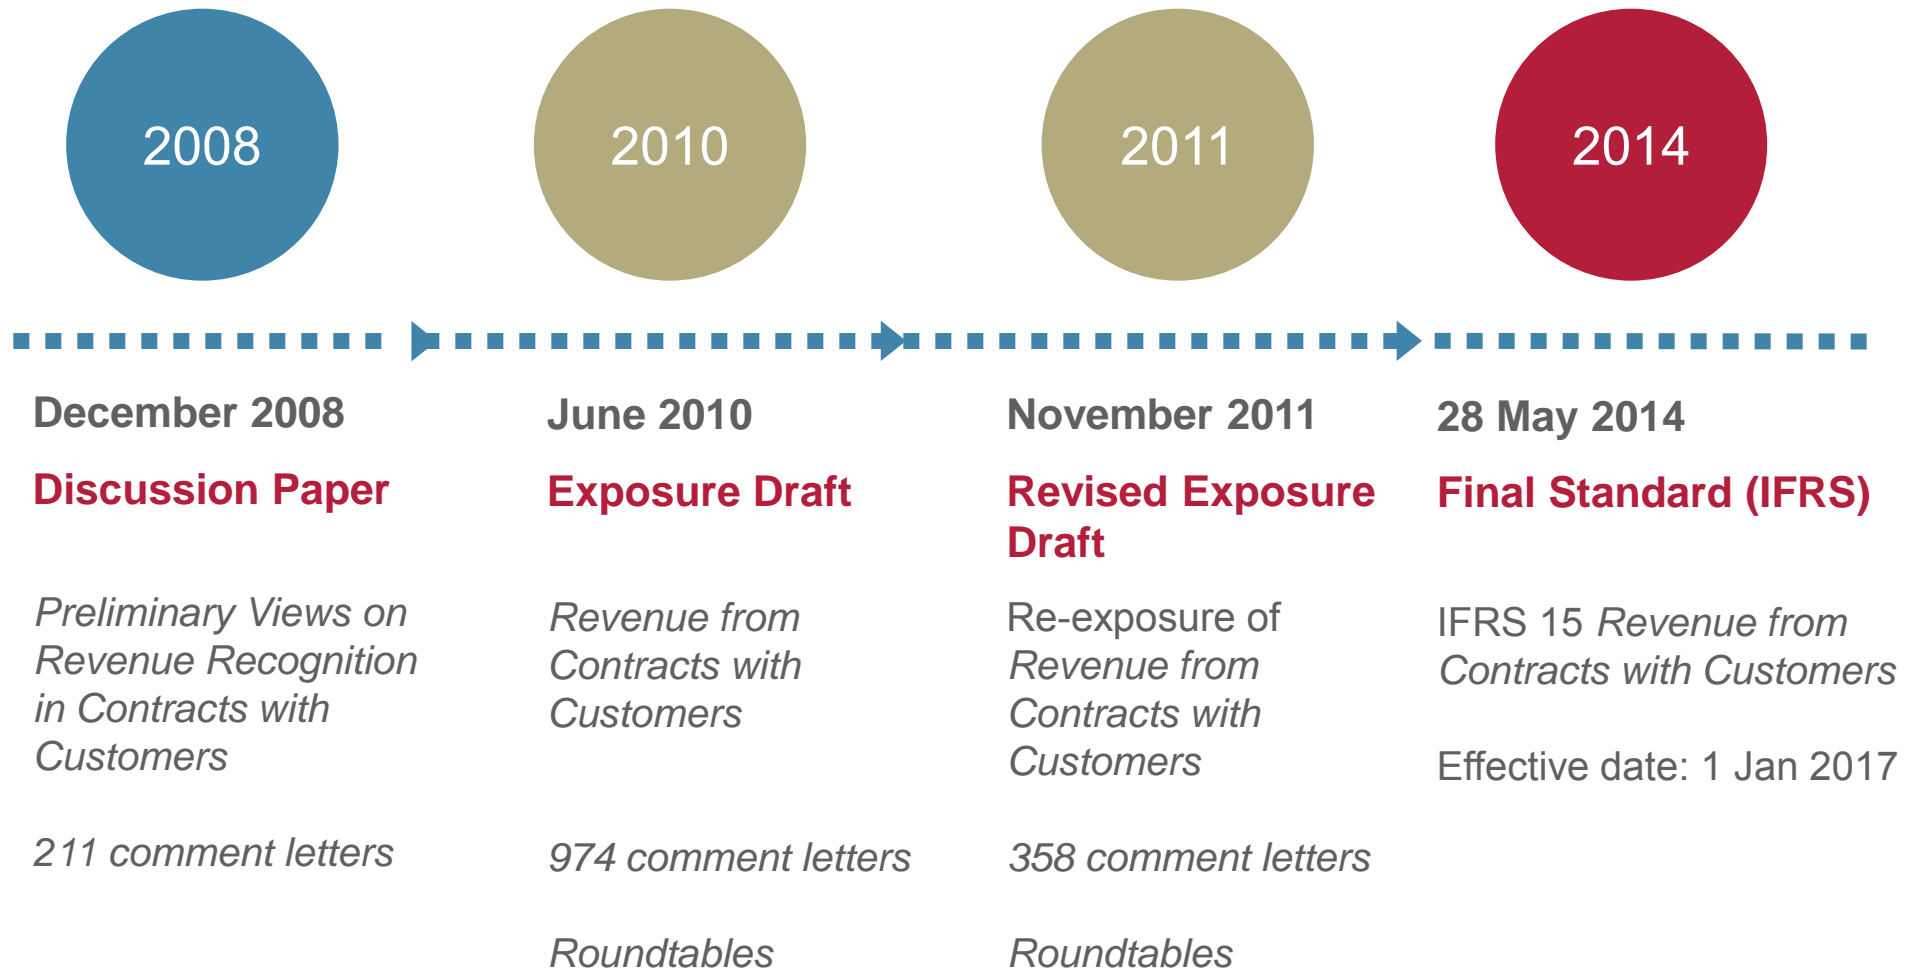 2008
2010
2011
2014
December 2008
Discussion Paper
Preliminary Views on
Revenue Recognition
in Contracts with
Customers
211 comment letters
June 2010
Exposure Draft
Revenue from
Contracts with
Customers
974 comment letters
Roundtables
November 2011
Revised Exposure
Draft
Re-exposure of
Revenue from
Contracts with
Customers
358 comment letters
Roundtables
28 May 2014
Final Standard (IFRS)
IFRS 15 Revenue from
Contracts with Customers
Effective date: 1 Jan 2017